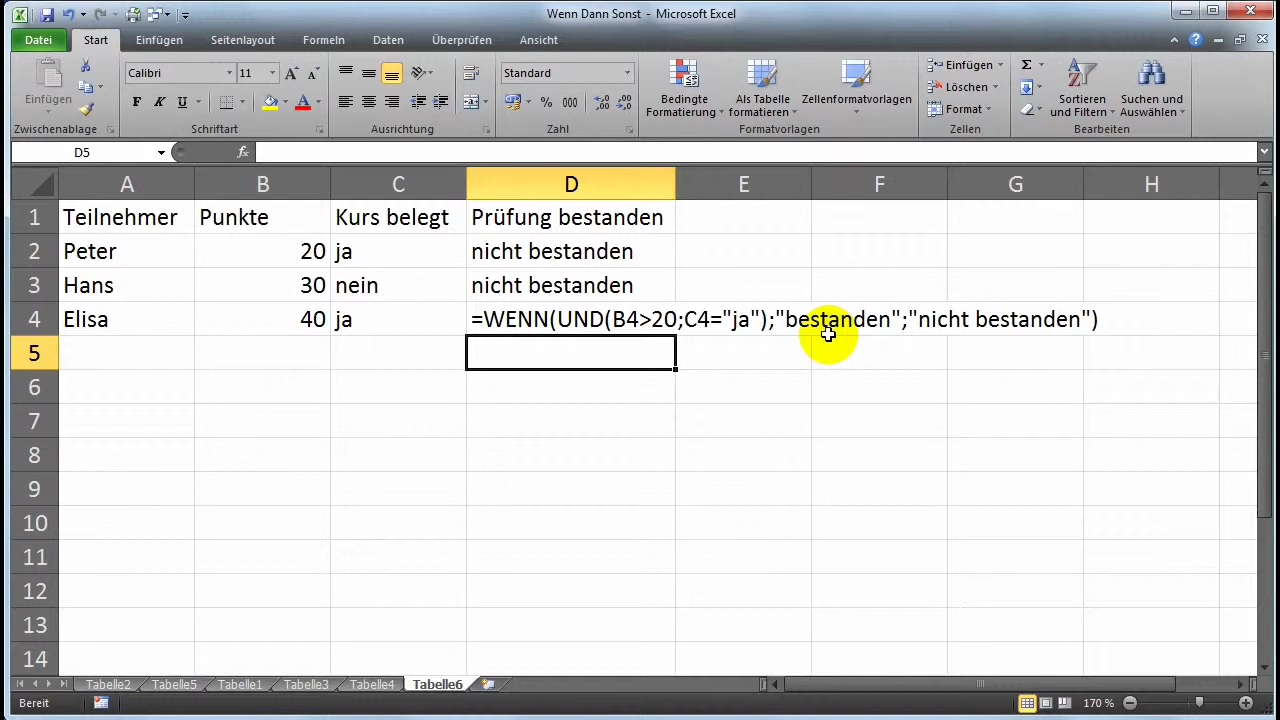 Wenn Dann Sonst - Microsoft Excel
Datei Start Einfügen Seitenlayout Formeln Daten Überprüfen Ansicht
Einfügen
Zwischenablage
Calibri 11
F K U
Schriftart
Ausrichtung
Standard
% 000
Zahl
Bedingte Formatierung
Als Tabelle formatieren
Zellenformatvorlagen
Formatvorlagen
Einfügen
Löschen
Format
Zellen
Σ
Sortieren und Filtern
Suchen und Auswählen
Bearbeiten
D5 fx
A B C D E F G H
1 Teilnehmer Punkte Kurs belegt Prüfung bestanden
2 Peter 20 ja nicht bestanden
3 Hans 30 nein nicht bestanden
4 Elisa 40 ja =WENN(UND(B4>20;C4="ja");"bestanden";"nicht bestanden")
5
6
7
8
9
10
11
12
13
14
Tabelle2 Tabelle5 Tabelle1 Tabelle3 Tabelle4 Tabelle6
Bereit 170 %